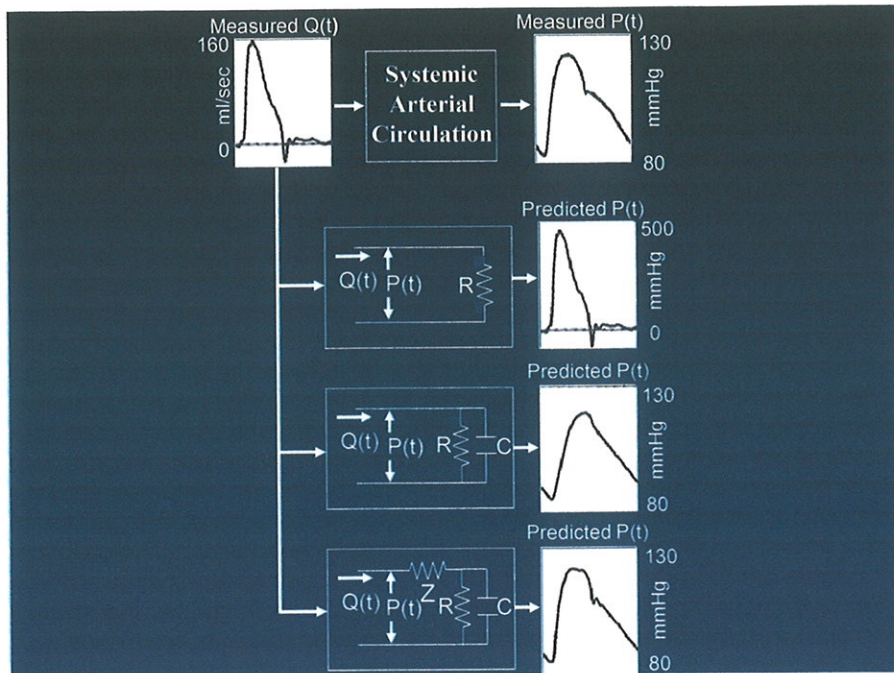 Measured Q(t)
160
ml/sec
0
Systemic
Arterial
Circulation
Measured P(t)
130
mmHg
80
Q(t)
P(t)
R
Predicted P(t)
500
mmHg
0
Q(t)
P(t)
R
C
Predicted P(t)
130
mmHg
80
Q(t)
P(t)
Z
R
C
Predicted P(t)
130
mmHg
80